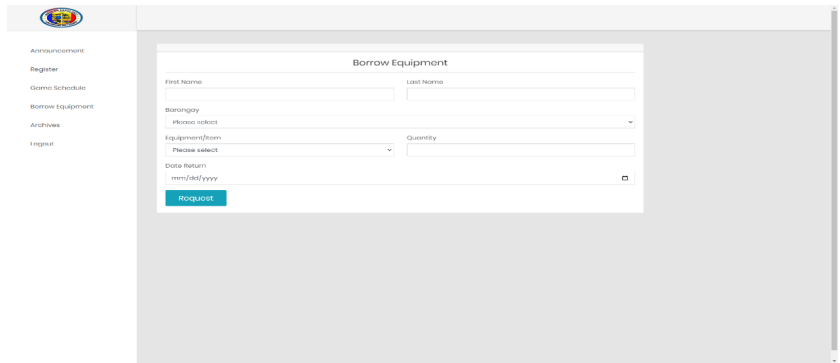 Announcement
Register
Game Schedule
Borrow Equipment
Archives
Logout
Borrow Equipment
First Name
Last Name
Barangay
Please select
Equipment/Item
Quantity
Please select
Date Return
mm/dd/yyyy
Request